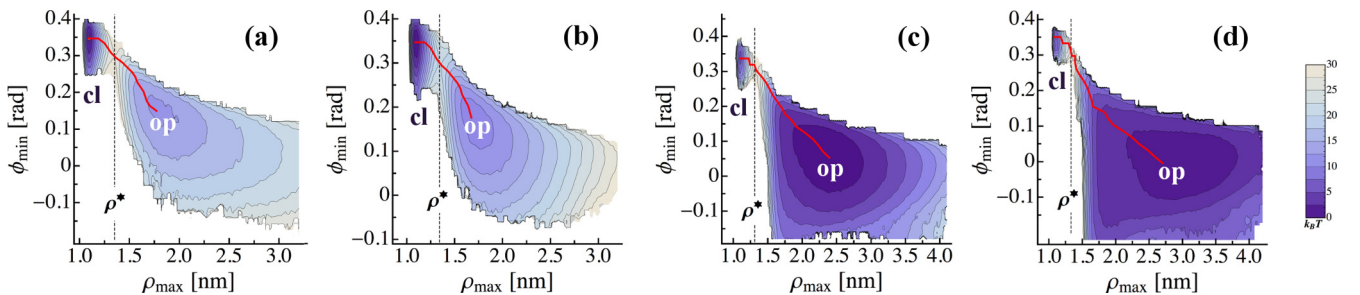 (a)
0.4
0.3
0.2
0.1
0
−0.1
ϕmin [rad]
cl
op
ρ*
1.0 1.5 2.0 2.5 3.0
ρmax [nm]
(b)
0.4
0.3
0.2
0.1
0
−0.1
ϕmin [rad]
cl
op
ρ*
1.0 1.5 2.0 2.5 3.0
ρmax [nm]
(c)
0.4
0.3
0.2
0.1
0
−0.1
ϕmin [rad]
cl
op
ρ*
1.0 1.5 2.0 2.5 3.0 3.5 4.0
ρmax [nm]
(d)
0.4
0.3
0.2
0.1
0
−0.1
ϕmin [rad]
cl
op
ρ*
1.0 1.5 2.0 2.5 3.0 3.5 4.0
ρmax [nm]
30
25
20
15
10
5
0
kBT